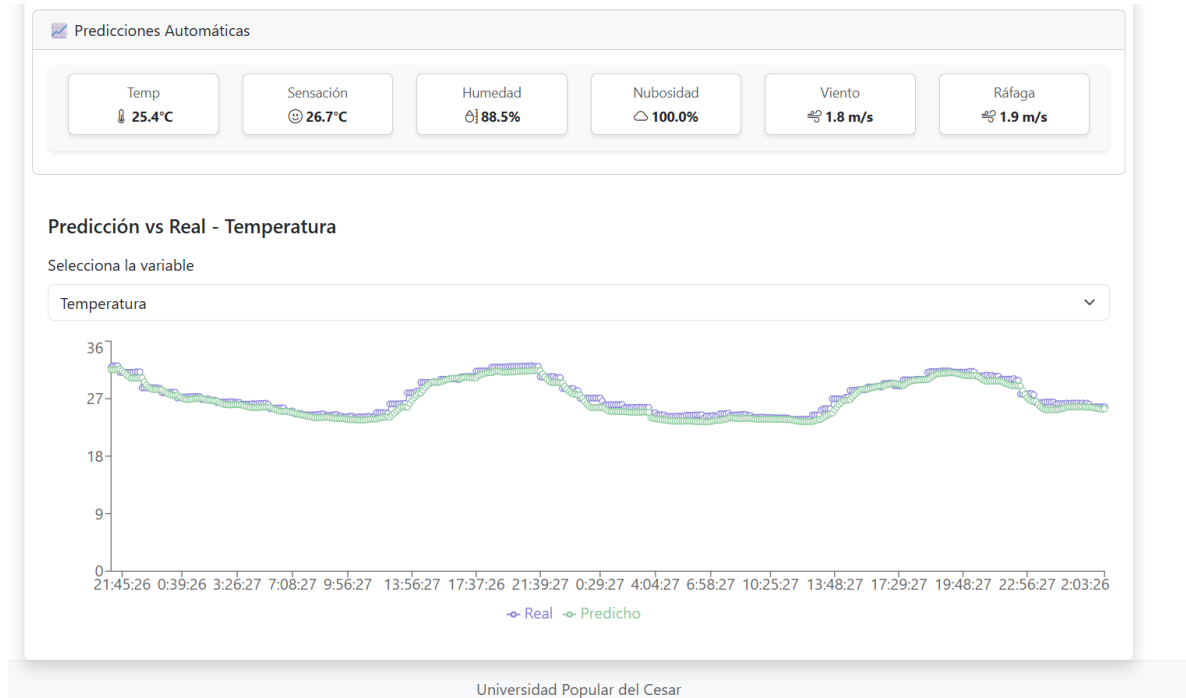 Predicciones Automáticas
Temp Sensación Humedad Nubosidad Viento Ráfaga
25.4°C 26.7°C 88.5% 100.0% 1.8 m/s 1.9 m/s
Predicción vs Real - Temperatura
Selecciona la variable
Temperatura
36
27
18
9
0
21:45:26 0:39:26 3:26:27 7:08:27 9:56:27 13:56:27 17:37:26 21:39:27 0:29:27 4:04:27 6:58:27 10:25:27 13:48:27 17:29:27 19:48:27 22:56:27 2:03:26
Real Predicho
Universidad Popular del Cesar